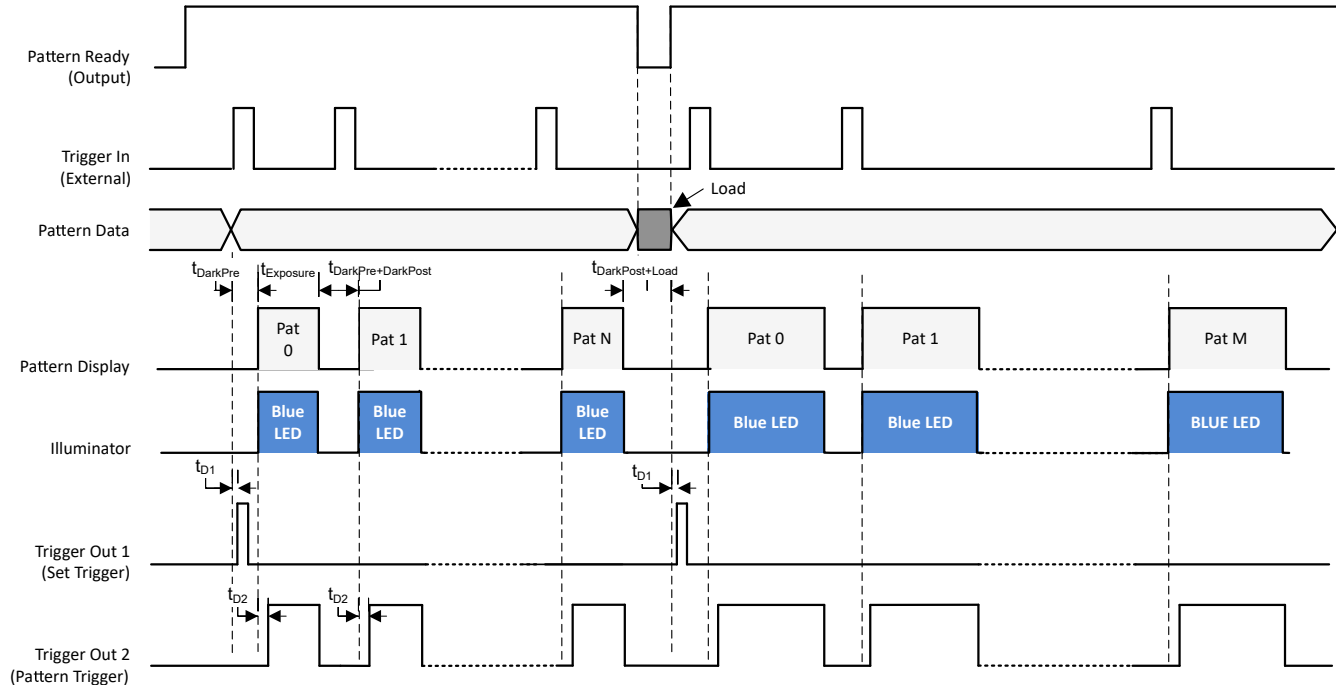 Pattern Ready
(Output)
Trigger In
(External)
Load
Pattern Data
tDarkPre
tExposure
tDarkPre+DarkPost
tDarkPost+Load
Pat
0
Pat 1
Pat N
Pat 0
Pat 1
Pat M
Pattern Display
Blue
LED
Blue
LED
Blue
LED
Blue LED
Blue LED
BLUE LED
Illuminator
tD1
tD1
Trigger Out 1
(Set Trigger)
tD2
tD2
Trigger Out 2
(Pattern Trigger)